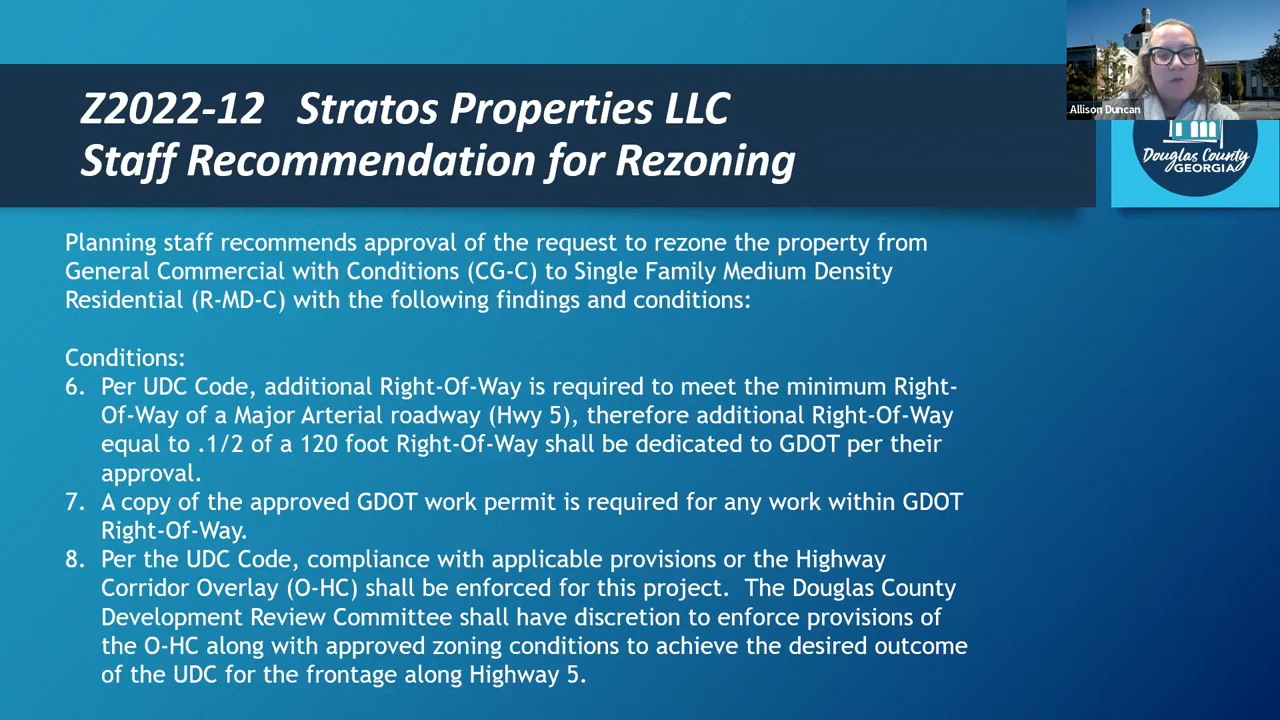 Allison Duncan
Z2022-12 Stratos Properties LLC
Staff Recommendation for Rezoning
Douglas County
GEORGIA
Planning staff recommends approval of the request to rezone the property from
General Commercial with Conditions (CG-C) to Single Family Medium Density
Residential (R-MD-C) with the following findings and conditions:
Conditions:
6. Per UDC Code, additional Right-Of-Way is required to meet the minimum Right-
Of-Way of a Major Arterial roadway (Hwy 5), therefore additional Right-Of-Way
equal to .1/2 of a 120 foot Right-Of-Way shall be dedicated to GDOT per their
approval.
7. A copy of the approved GDOT work permit is required for any work within GDOT
Right-Of-Way.
8. Per the UDC Code, compliance with applicable provisions or the Highway
Corridor Overlay (O-HC) shall be enforced for this project. The Douglas County
Development Review Committee shall have discretion to enforce provisions of
the O-HC along with approved zoning conditions to achieve the desired outcome
of the UDC for the frontage along Highway 5.